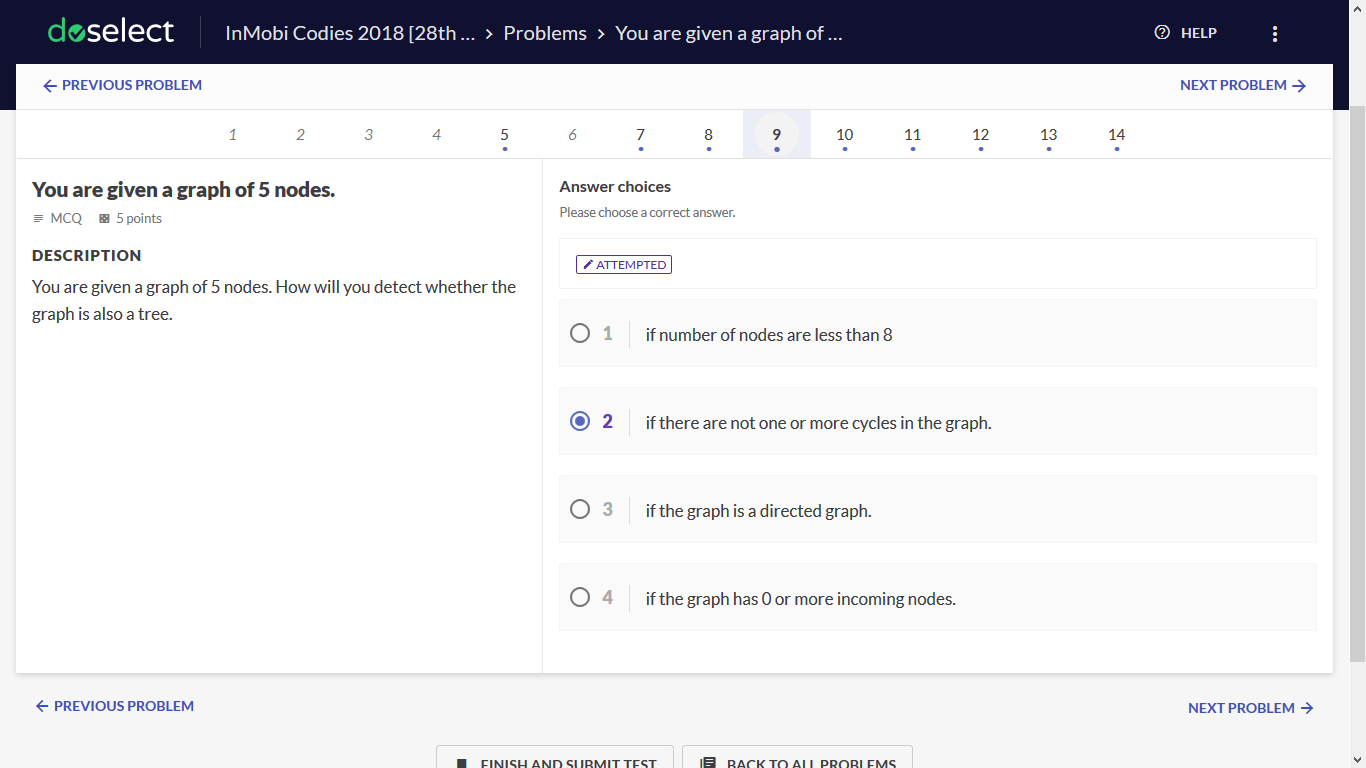 doselect
InMobi Codies 2018 [28th ... > Problems > You are given a graph of ...
HELP
← PREVIOUS PROBLEM
NEXT PROBLEM →
1 2 3 4 5 6 7 8 9 10 11 12 13 14
You are given a graph of 5 nodes.
MCQ 5 points
DESCRIPTION
You are given a graph of 5 nodes. How will you detect whether the
graph is also a tree.
Answer choices
Please choose a correct answer.
ATTEMPTED
1 if number of nodes are less than 8
2 if there are not one or more cycles in the graph.
3 if the graph is a directed graph.
4 if the graph has 0 or more incoming nodes.
← PREVIOUS PROBLEM
NEXT PROBLEM →
FINISH AND SUBMIT TEST
BACK TO ALL PROBLEMS